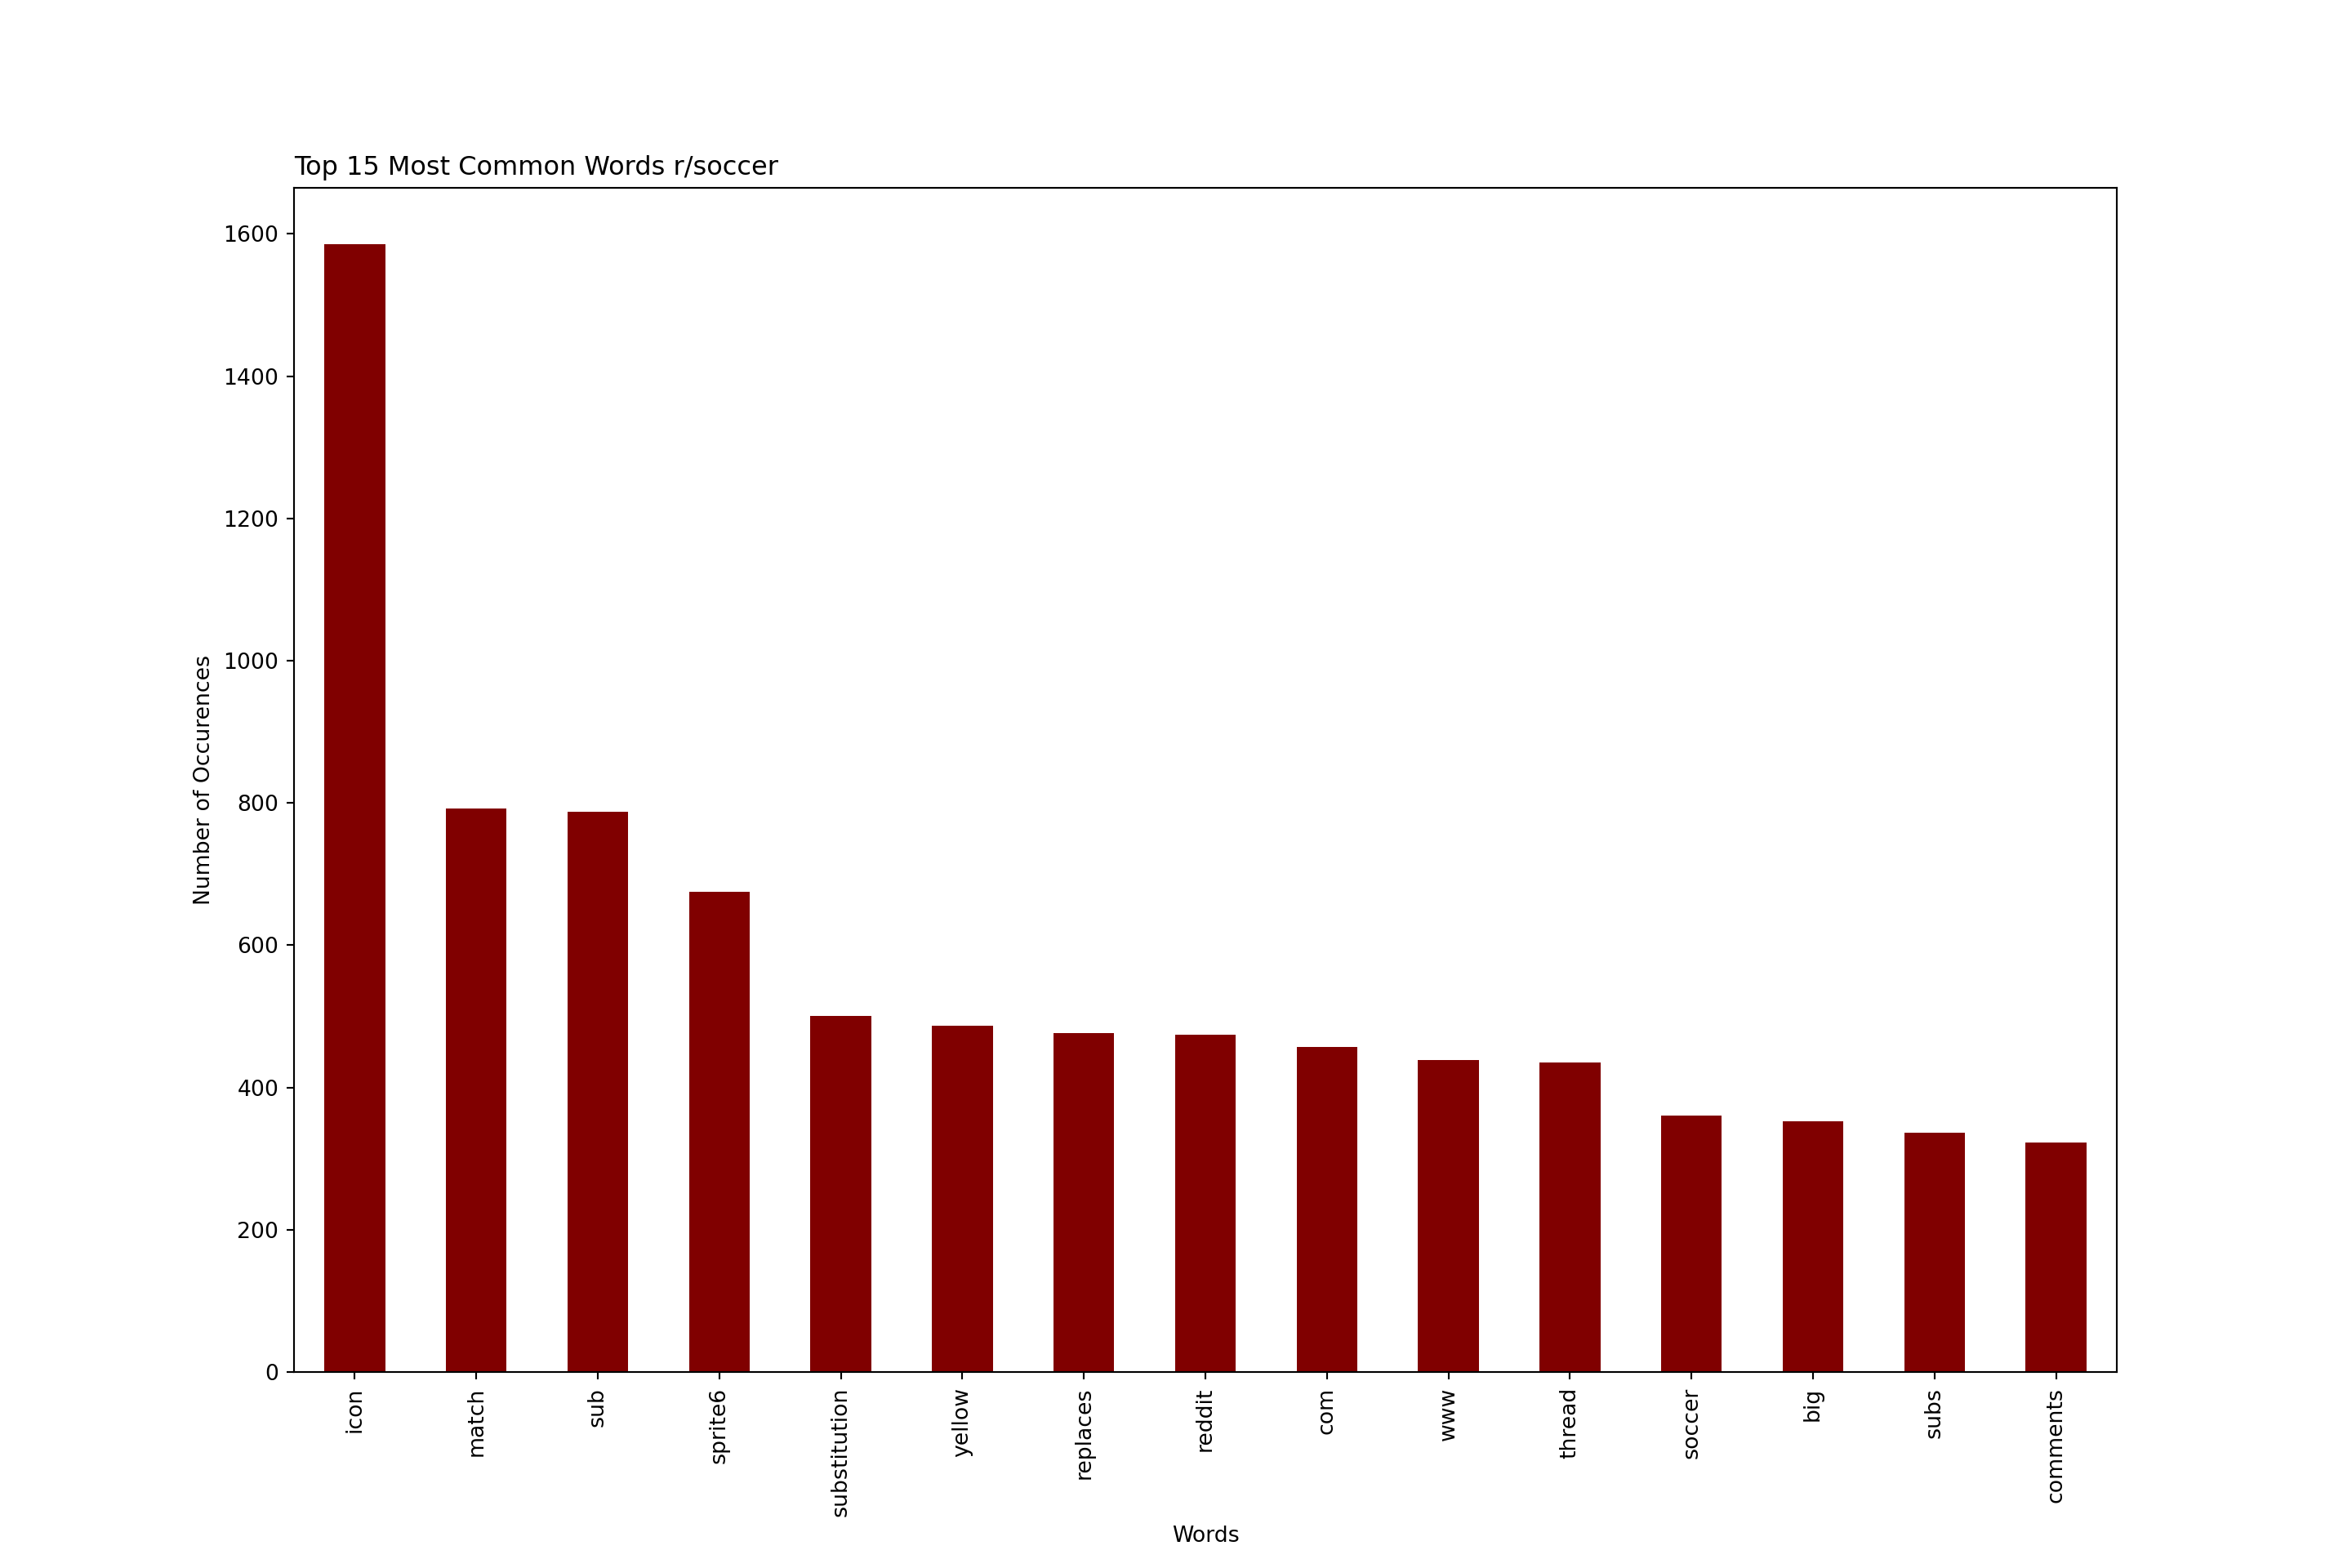 Top 15 Most Common Words r/soccer
Number of Occurences
1600
1400
1200
1000
800
600
400
200
0
icon
match
sub
sprite6
substitution
yellow
replaces
reddit
com
www
thread
soccer
big
subs
comments
Words